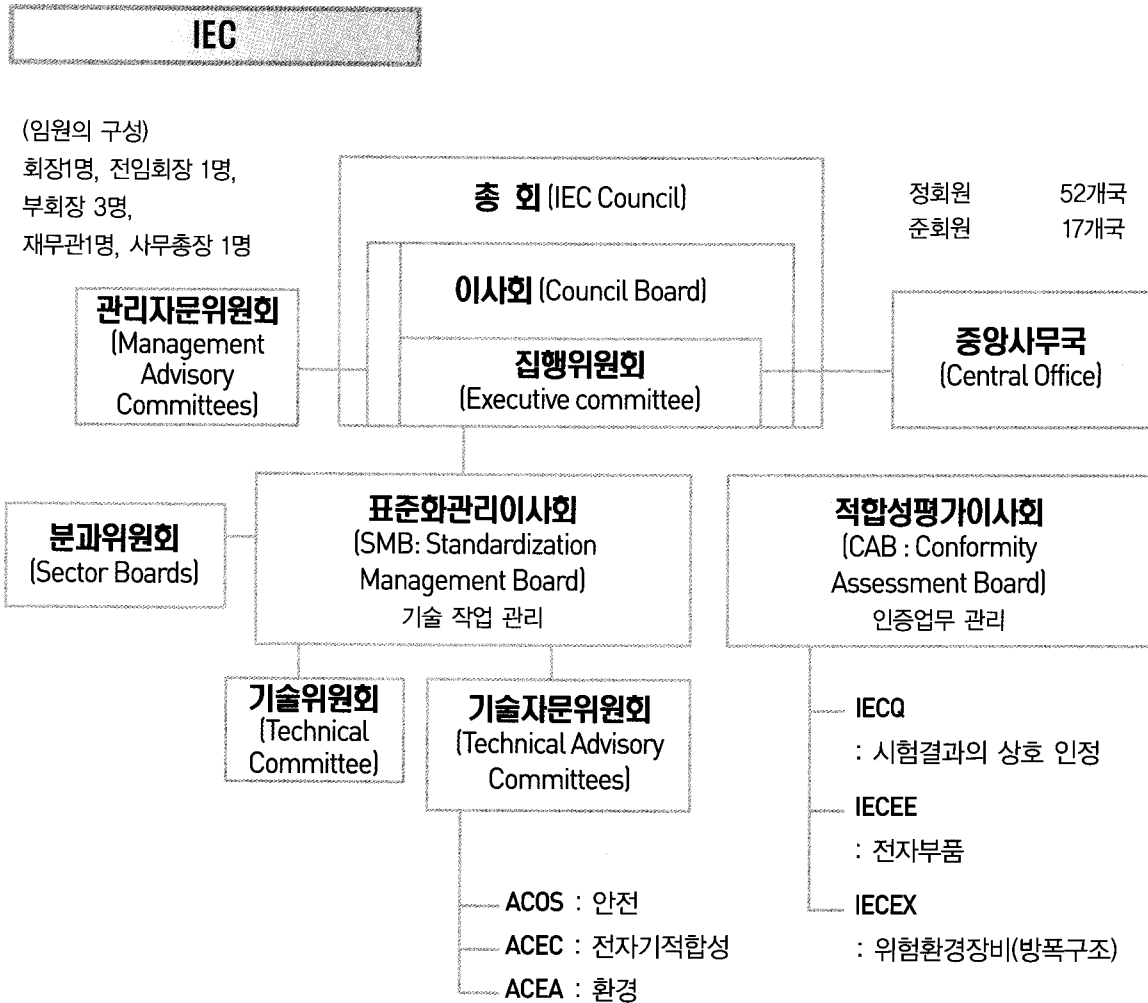 IEC
(임원의 구성)
회장1명, 전임회장 1명,
부회장 3명,
재무관1명, 사무총장 1명
총 회 (IEC Council)
정회원 52개국
준회원 17개국
이사회 (Council Board)
관리자문위원회
(Management
Advisory
Committees)
집행위원회
(Executive committee)
중앙사무국
(Central Office)
분과위원회
(Sector Boards)
표준화관리이사회
(SMB: Standardization
Management Board)
기술 작업 관리
적합성평가이사회
(CAB : Conformity
Assessment Board)
인증업무 관리
기술위원회
(Technical
Committee)
기술자문위원회
(Technical Advisory
Committees)
IECQ
: 시험결과의 상호 인정
IECEE
: 전자부품
IECEX
: 위험환경장비(방폭구조)
ACOS : 안전
ACEC : 전자기적합성
ACEA : 환경